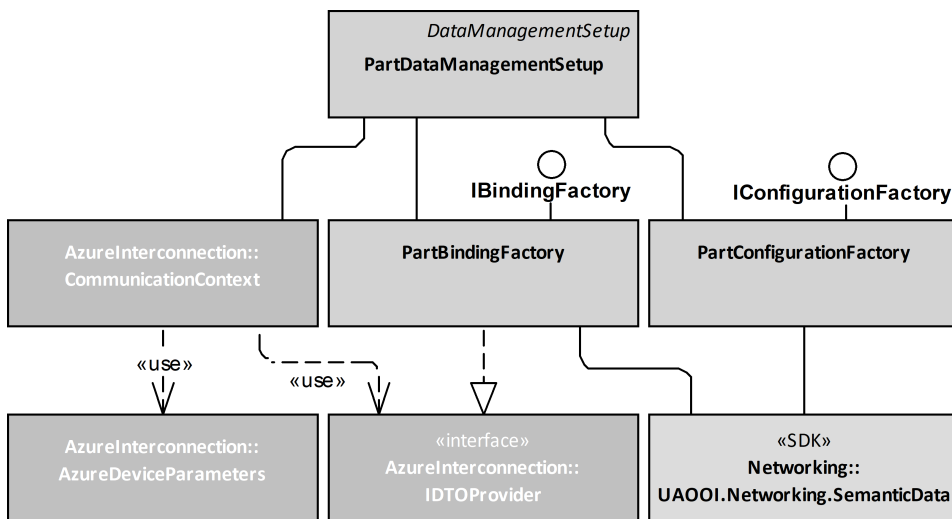 DataManagementSetup
PartDataManagementSetup
IBindingFactory
IConfigurationFactory
AzureInterconnection::
CommunicationContext
PartBindingFactory
PartConfigurationFactory
«use»
«use»
AzureInterconnection::
AzureDeviceParameters
«interface»
AzureInterconnection::
IDTOProvider
«SDK»
Networking::
UAOOI.Networking.SemanticData